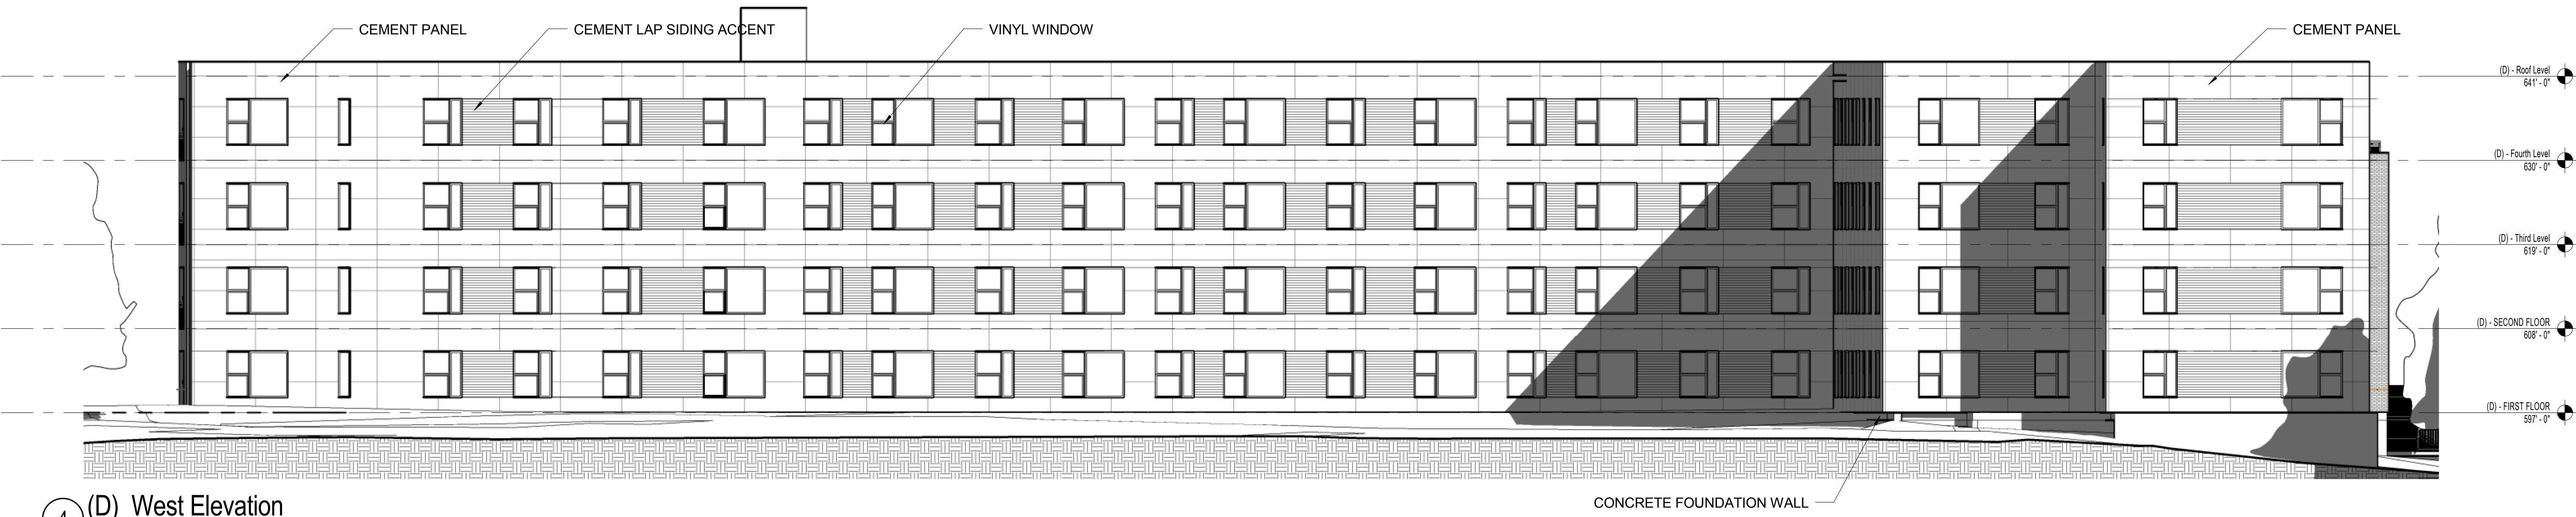 CEMENT PANEL
CEMENT LAP SIDING ACCENT
VINYL WINDOW
CEMENT PANEL
(D) - Roof Level
641' - 0"
(D) - Fourth Level
630' - 0"
(D) - Third Level
619' - 0"
(D) - SECOND FLOOR
608' - 0"
(D) - FIRST FLOOR
597' - 0"
CONCRETE FOUNDATION WALL
(D) West Elevation